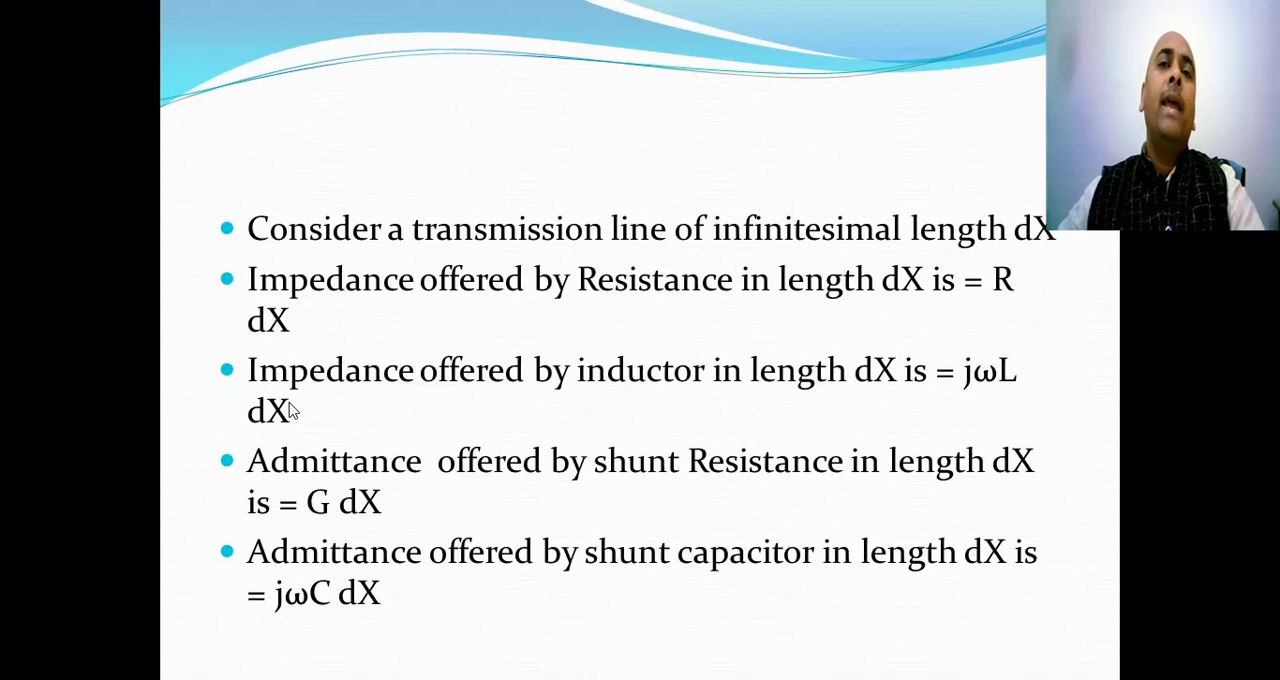 Consider a transmission line of infinitesimal length dX
Impedance offered by Resistance in length dX is = R
dX
Impedance offered by inductor in length dX is = jωL
dX
Admittance offered by shunt Resistance in length dX
is = G dX
Admittance offered by shunt capacitor in length dX is
= jωC dX